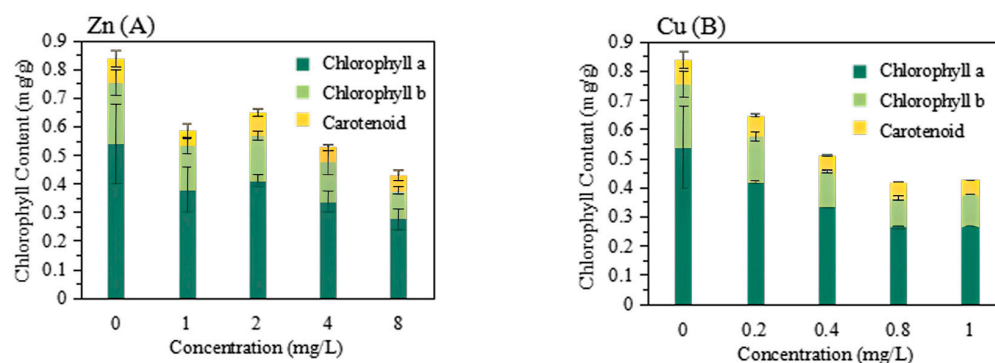 Zn (A)
Chlorophyll Content (mg/g)
0.9
0.8
0.7
0.6
0.5
0.4
0.3
0.2
0.1
0
Chlorophyll a
Chlorophyll b
Carotenoid
0 1 2 4 8
Concentration (mg/L)
Cu (B)
Chlorophyll Content (mg/g)
0.9
0.8
0.7
0.6
0.5
0.4
0.3
0.2
0.1
0
Chlorophyll a
Chlorophyll b
Carotenoid
0 0.2 0.4 0.8 1
Concentration (mg/L)